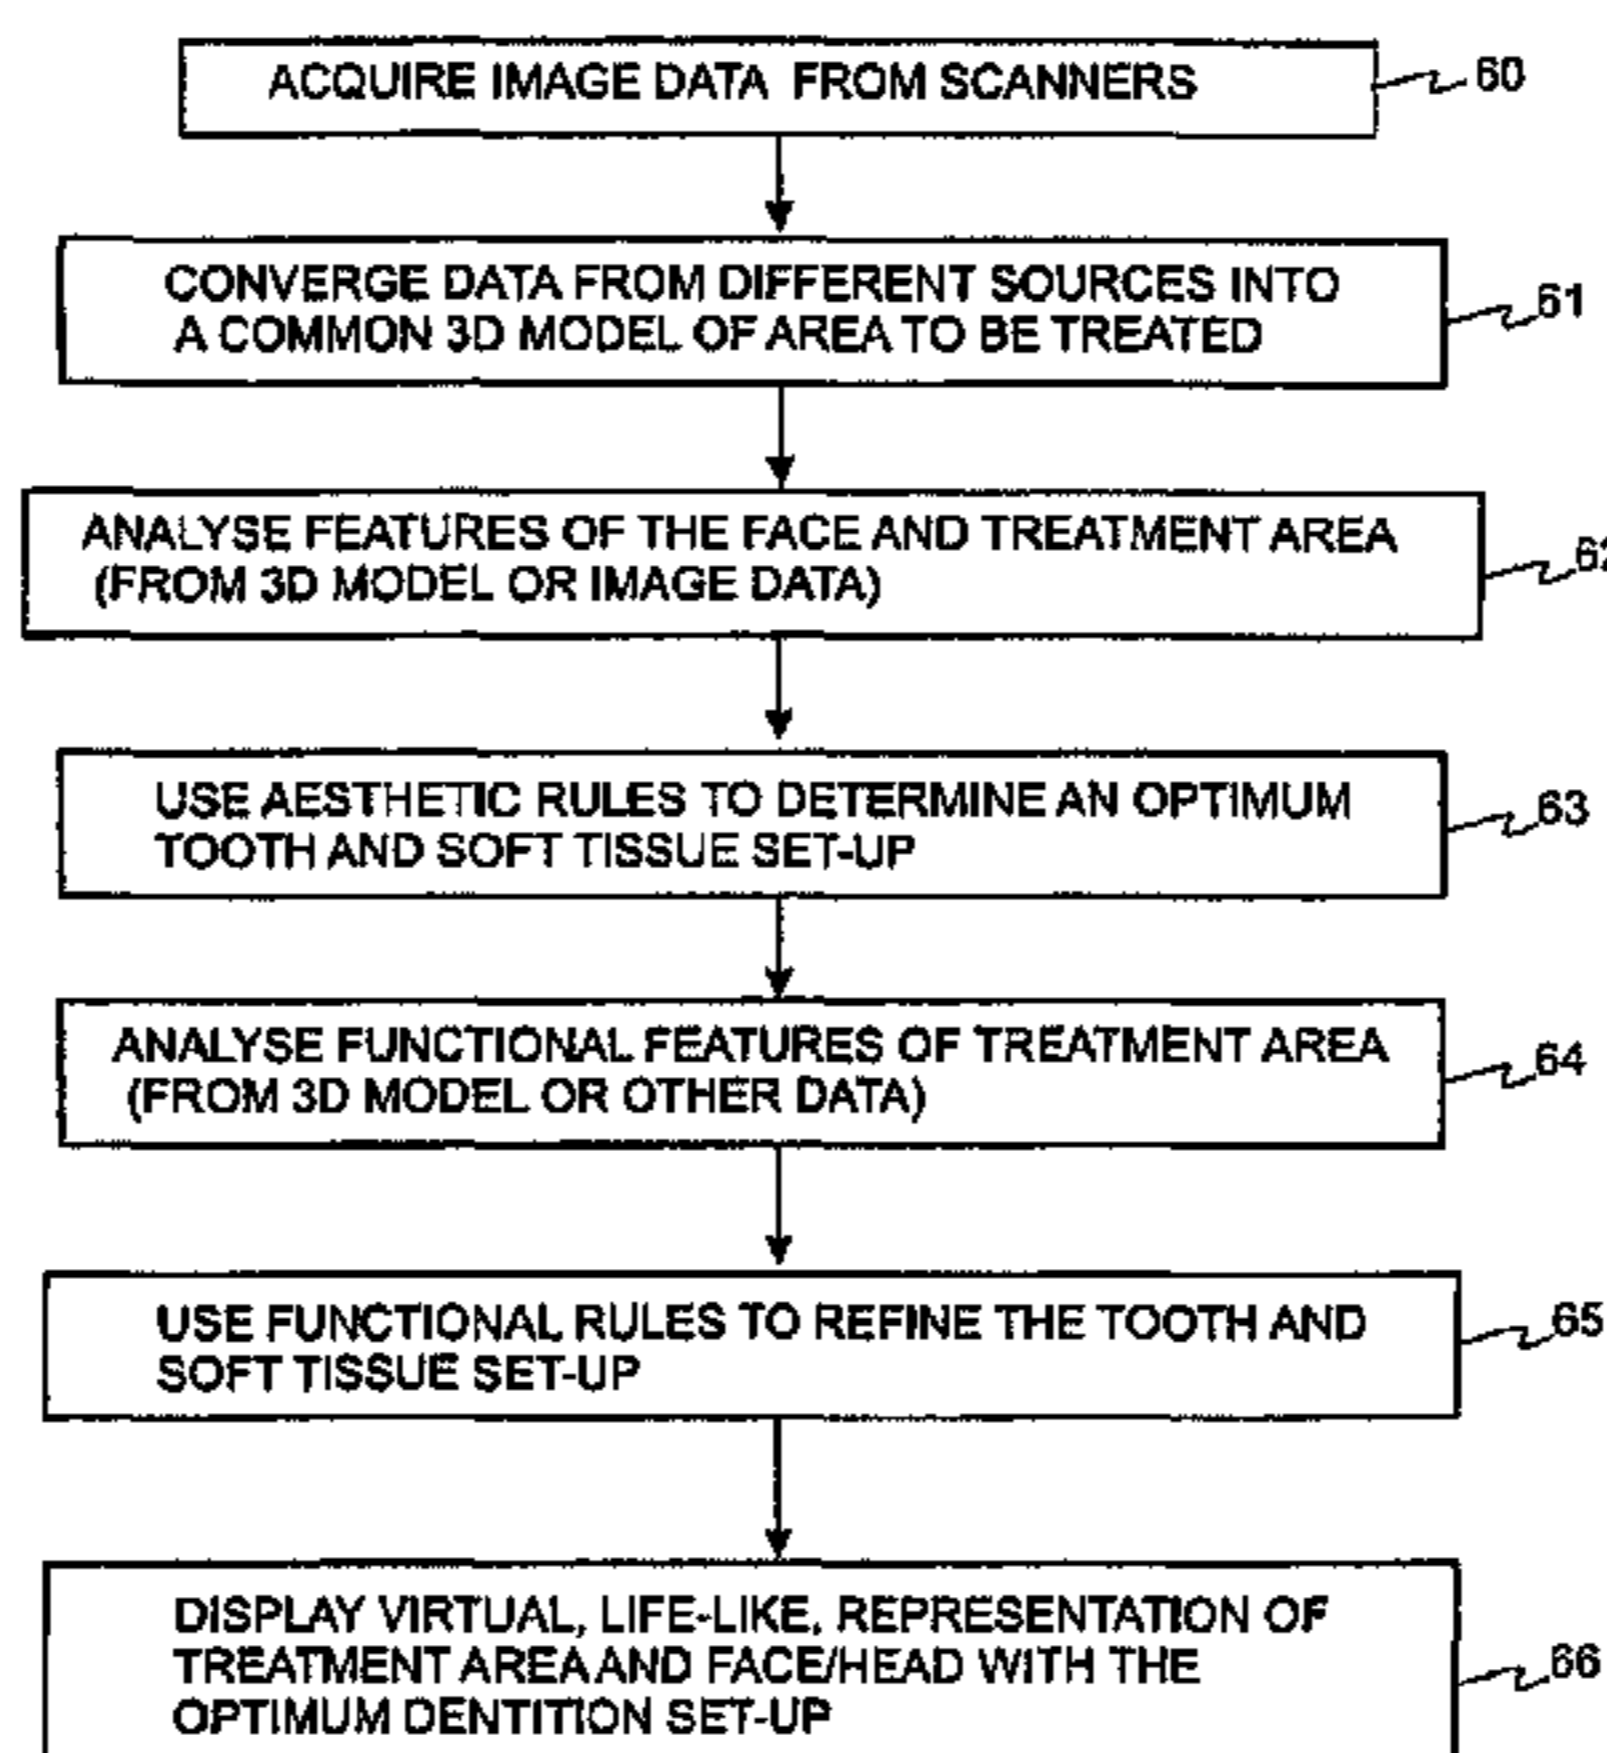 ACQUIRE IMAGE DATA FROM SCANNERS
60
CONVERGE DATA FROM DIFFERENT SOURCES INTO
A COMMON 3D MODEL OF AREA TO BE TREATED
61
ANALYSE FEATURES OF THE FACE AND TREATMENT AREA
(FROM 3D MODEL OR IMAGE DATA)
62
USE AESTHETIC RULES TO DETERMINE AN OPTIMUM
TOOTH AND SOFT TISSUE SET-UP
63
ANALYSE FUNCTIONAL FEATURES OF TREATMENT AREA
(FROM 3D MODEL OR OTHER DATA)
64
USE FUNCTIONAL RULES TO REFINE THE TOOTH AND
SOFT TISSUE SET-UP
65
DISPLAY VIRTUAL, LIFE-LIKE, REPRESENTATION OF
TREATMENT AREA AND FACE/HEAD WITH THE
OPTIMUM DENTITION SET-UP
66